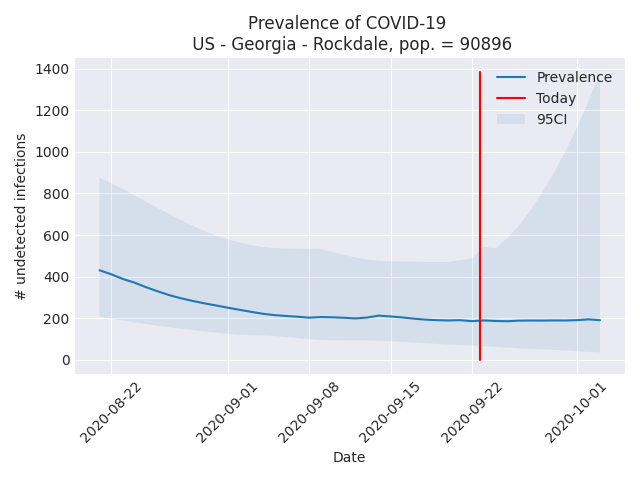 Prevalence of COVID-19
US - Georgia - Rockdale, pop. = 90896
1400
1200
1000
800
600
400
200
0
# undetected infections
Prevalence
Today
95CI
2020-08-22
2020-09-01
2020-09-08
2020-09-15
2020-09-22
2020-10-01
Date